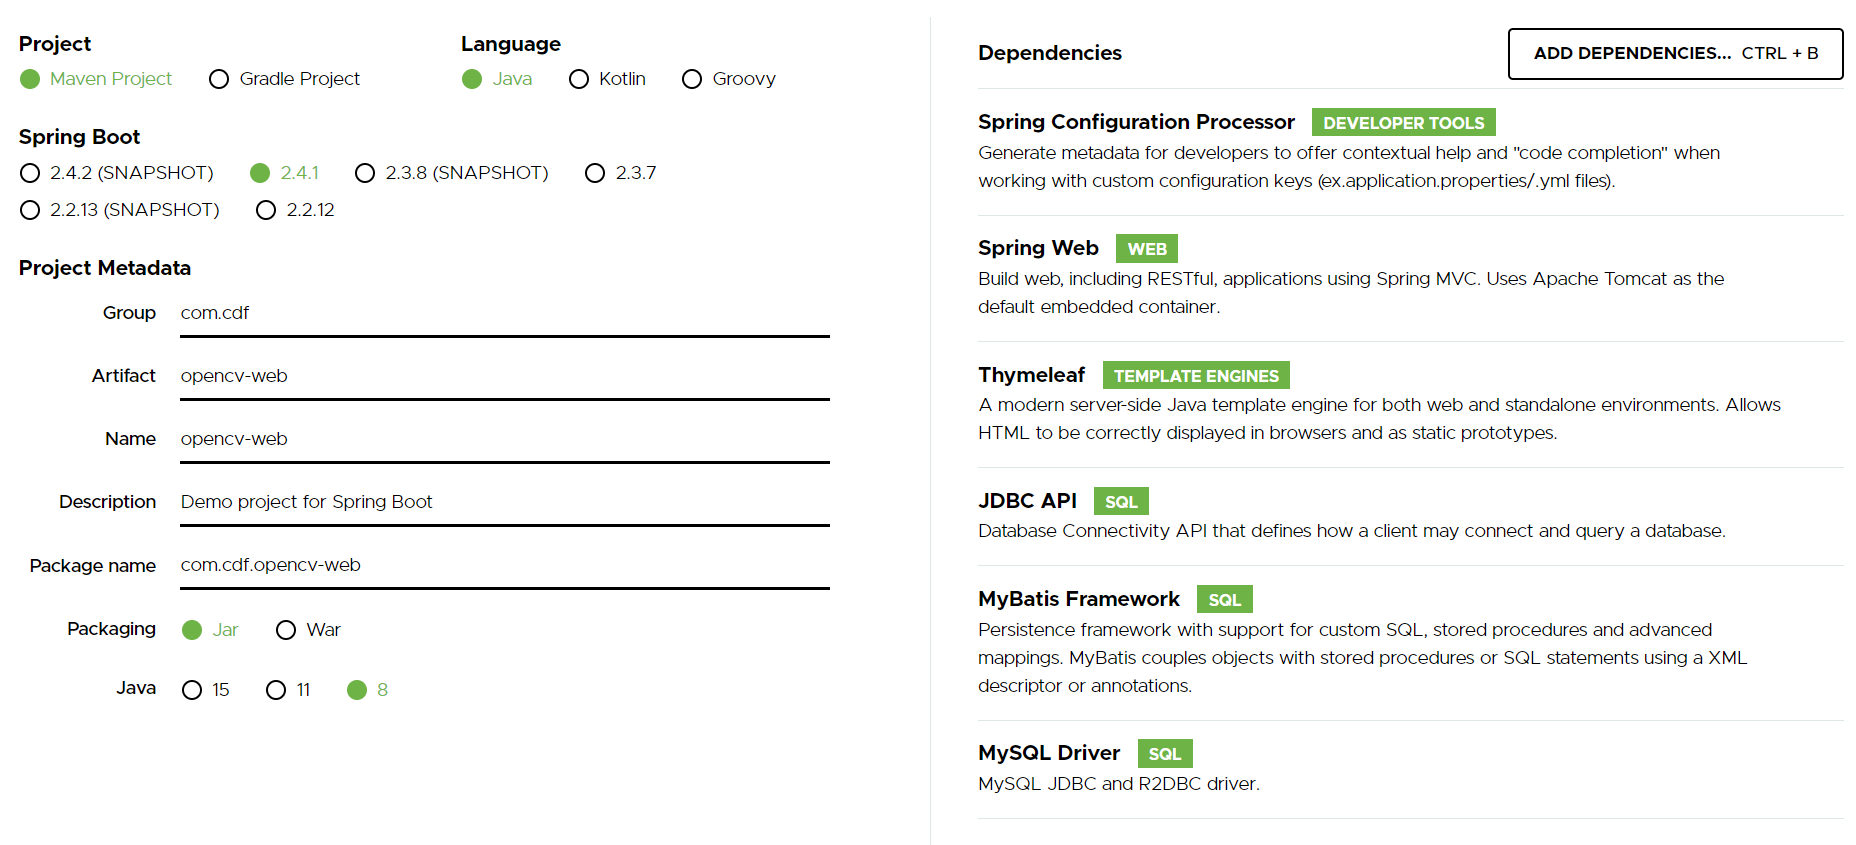 Project
Maven Project Gradle Project
Language
Java Kotlin Groovy
Spring Boot
2.4.2 (SNAPSHOT) 2.4.1 2.3.8 (SNAPSHOT) 2.3.7
2.2.13 (SNAPSHOT) 2.2.12
Project Metadata
Group com.cdf
Artifact opencv-web
Name opencv-web
Description Demo project for Spring Boot
Package name com.cdf.opencv-web
Packaging Jar War
Java 15 11 8
Dependencies ADD DEPENDENCIES... CTRL + B
Spring Configuration Processor DEVELOPER TOOLS
Generate metadata for developers to offer contextual help and "code completion" when
working with custom configuration keys (ex.application.properties/.yml files).
Spring Web WEB
Build web, including RESTful, applications using Spring MVC. Uses Apache Tomcat as the
default embedded container.
Thymeleaf TEMPLATE ENGINES
A modern server-side Java template engine for both web and standalone environments. Allows
HTML to be correctly displayed in browsers and as static prototypes.
JDBC API SQL
Database Connectivity API that defines how a client may connect and query a database.
MyBatis Framework SQL
Persistence framework with support for custom SQL, stored procedures and advanced
mappings. MyBatis couples objects with stored procedures or SQL statements using a XML
descriptor or annotations.
MySQL Driver SQL
MySQL JDBC and R2DBC driver.